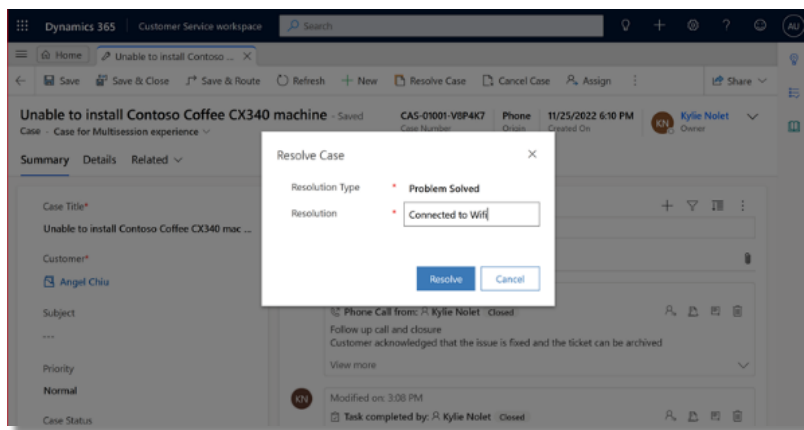 Dynamics 365 Customer Service workspace Search AU
Home Unable to install Contoso ...
Save Save & Close Save & Route Refresh New Resolve Case Cancel Case Assign Share
Unable to install Contoso Coffee CX340 machine - Saved
Case · Case for Multisession experience
CAS-01001-V8P4K7 Phone 11/25/2022 6:10 PM KN Kylie Nolet
Case Number Origin Created On Owner
Summary Details Related
Resolve Case
Resolution Type * Problem Solved
Resolution * Connected to Wifi
Resolve Cancel
Case Title*
Unable to install Contoso Coffee CX340 mac ...
Customer*
Angel Chiu
Subject
---
Priority
Normal
Case Status
Phone Call from: Kylie Nolet Closed
Follow up call and closure
Customer acknowledged that the issue is fixed and the ticket can be archived
View more
KN Modified on: 3:08 PM
Task completed by: Kylie Nolet Closed